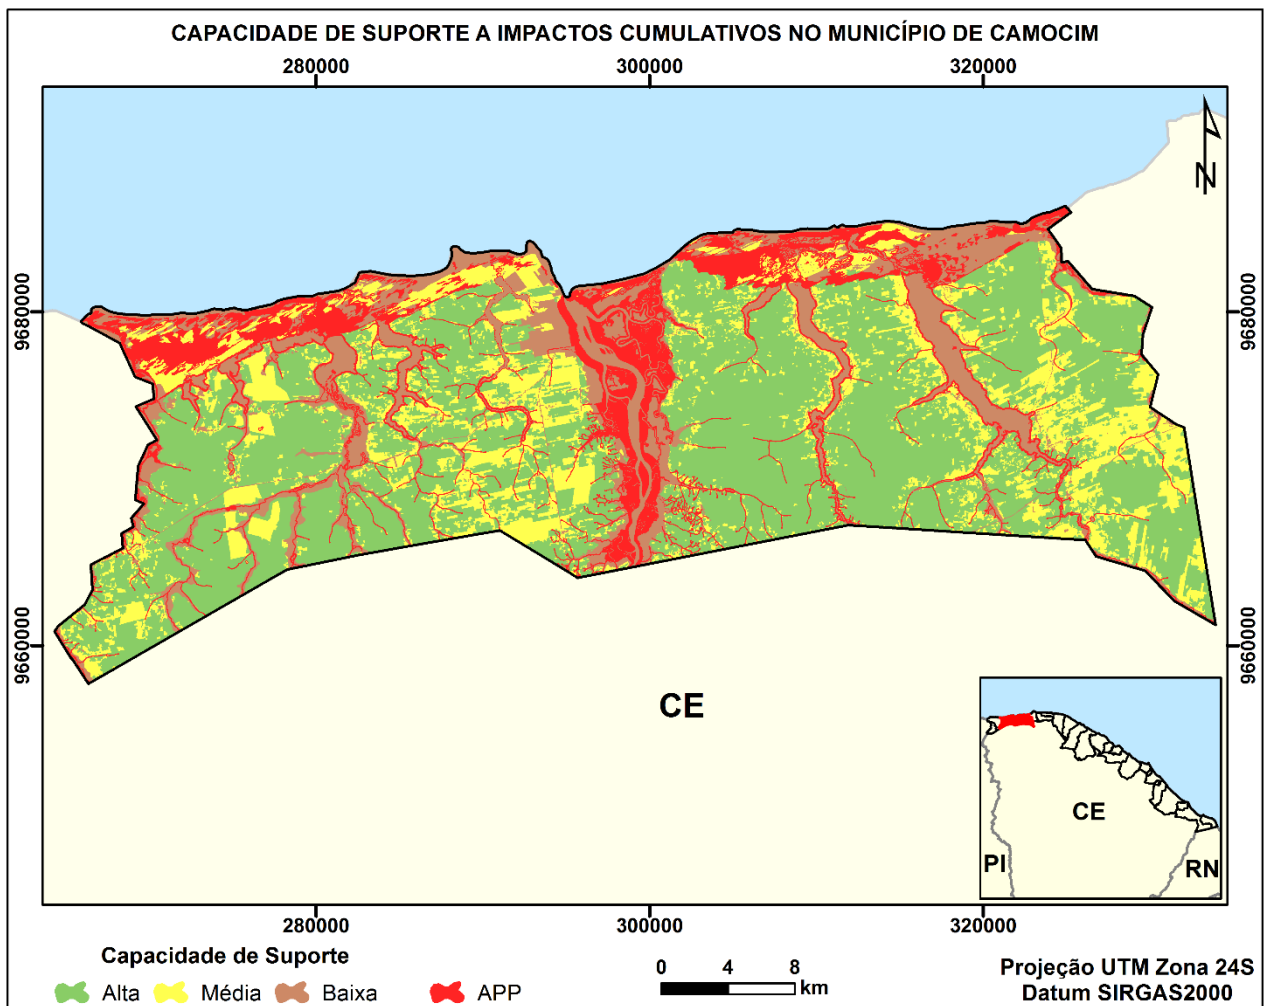 CAPACIDADE DE SUPORTE A IMPACTOS CUMULATIVOS NO MUNICÍPIO DE CAMOCIM
280000 300000 320000
N
9680000 9680000
9660000 9660000
CE
CE
PI
RN
280000 300000 320000
Capacidade de Suporte
Alta Média Baixa APP
0 4 8
km
Projeção UTM Zona 24S
Datum SIRGAS2000